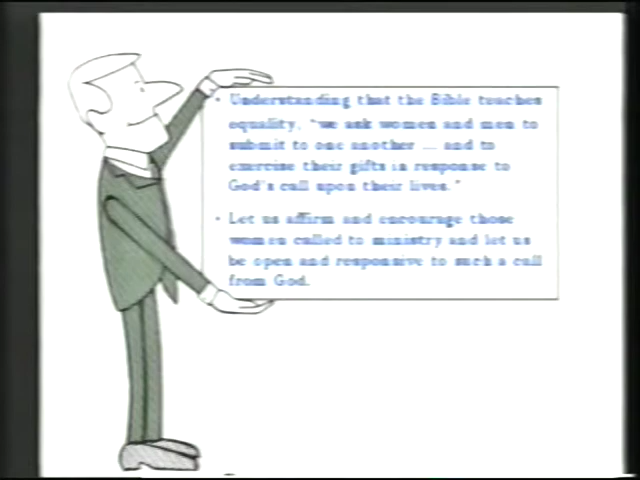 • Understanding that the Bible teaches
equality, "we ask women and men to
submit to one another ... and to
exercise their gifts in response to
God's call upon their lives."
• Let us affirm and encourage those
women called to ministry and let us
be open and responsive to such a call
from God.